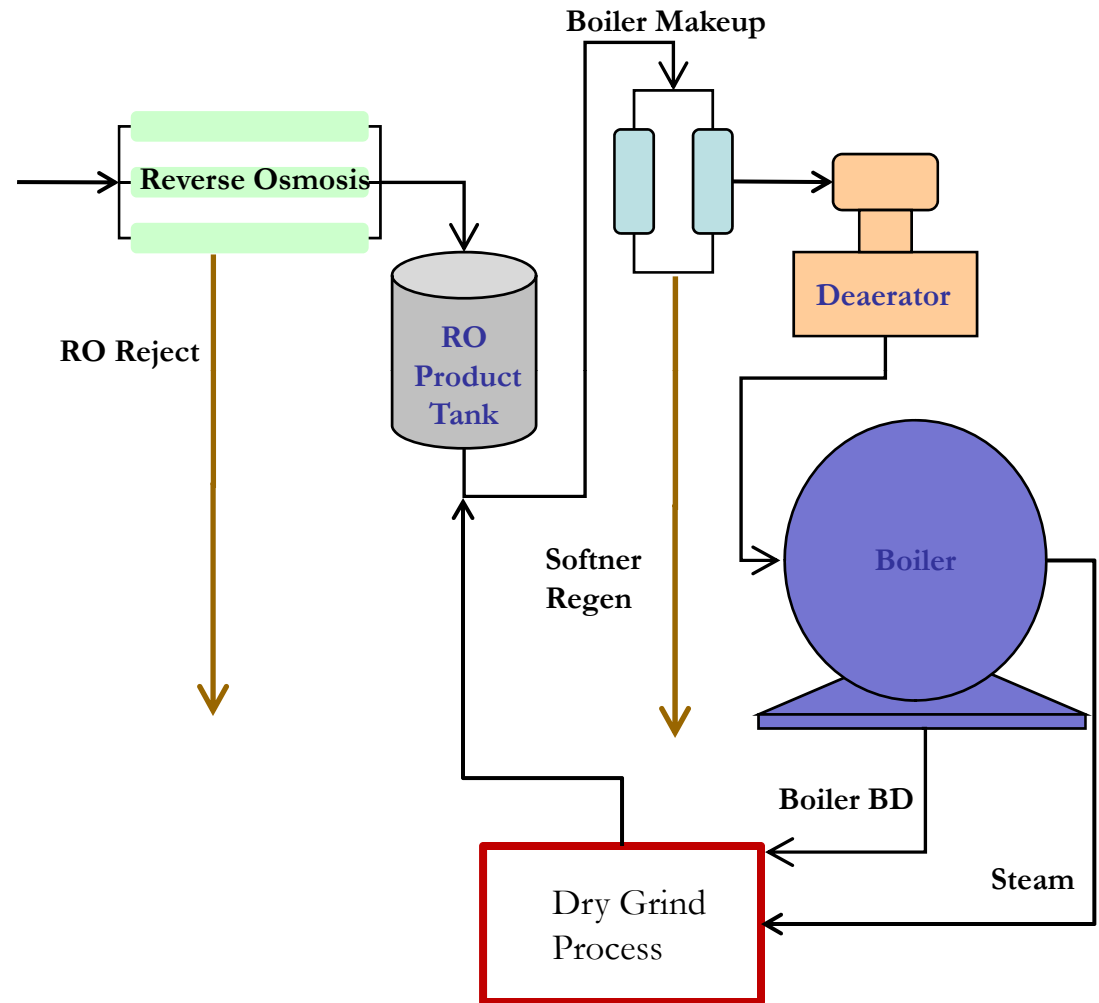 Boiler Makeup
Reverse Osmosis
Deaerator
RO Reject
RO
Product
Tank
Softner
Regen
Boiler
Boiler BD
Steam
Dry Grind
Process